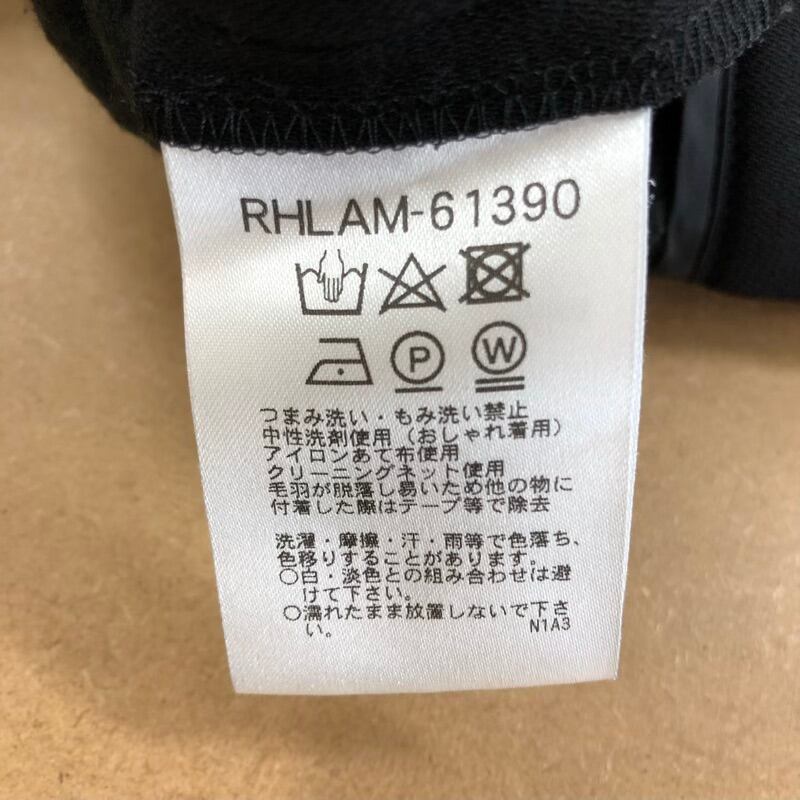 RHLAM-61390
P W
つまみ洗い・もみ洗い禁止
中性洗剤使用（おしゃれ着用）
アイロンあて布使用
クリーニングネット使用
毛羽が脱落し易いため他の物に
付着した際はテープ等で除去
洗濯・摩擦・汗・雨等で色落ち、
色移りすることがあります。
○白・淡色との組み合わせは避
けて下さい。
○濡れたまま放置しないで下さ
い。 N1A3